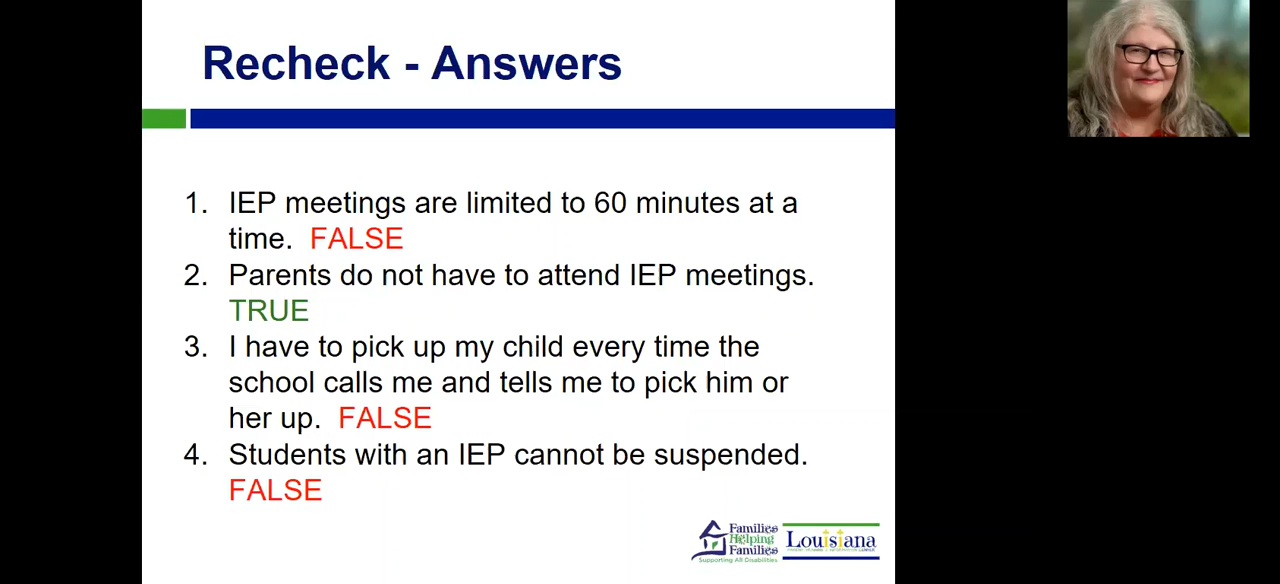 Recheck - Answers
1. IEP meetings are limited to 60 minutes at a
time. FALSE
2. Parents do not have to attend IEP meetings.
TRUE
3. I have to pick up my child every time the
school calls me and tells me to pick him or
her up. FALSE
4. Students with an IEP cannot be suspended.
FALSE
Families
Helping
Families
Supporting All Disabilities
Louisiana